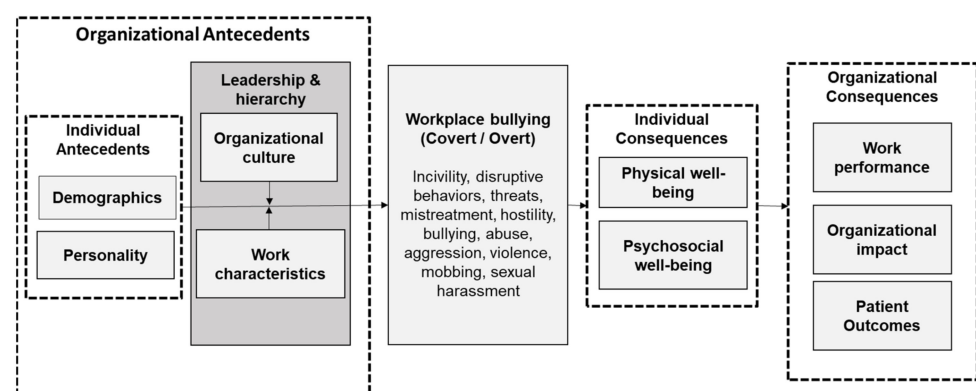 Organizational Antecedents
Individual
Antecedents
Demographics
Personality
Leadership &
hierarchy
Organizational
culture
Work
characteristics
Workplace bullying
(Covert / Overt)
Incivility, disruptive
behaviors, threats,
mistreatment, hostility,
bullying, abuse,
aggression, violence,
mobbing, sexual
harassment
Individual
Consequences
Physical well-
being
Psychosocial
well-being
Organizational
Consequences
Work
performance
Organizational
impact
Patient
Outcomes